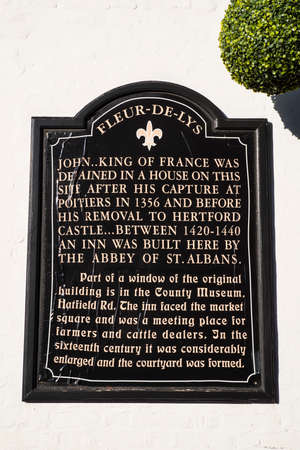 FLEUR-DE-LYS
JOHN..KING OF FRANCE WAS
DETAINED IN A HOUSE ON THIS
SITE AFTER HIS CAPTURE AT
POITIERS IN 1356 AND BEFORE
HIS REMOVAL TO HERTFORD
CASTLE...BETWEEN 1420-1440
AN INN WAS BUILT HERE BY
THE ABBEY OF ST. ALBANS.
Part of a window of the original
building is in the County Museum,
Hatfield Rd. The inn faced the market
square and was a meeting place for
farmers and cattle dealers. In the
sixteenth century it was considerably
enlarged and the courtyard was formed.